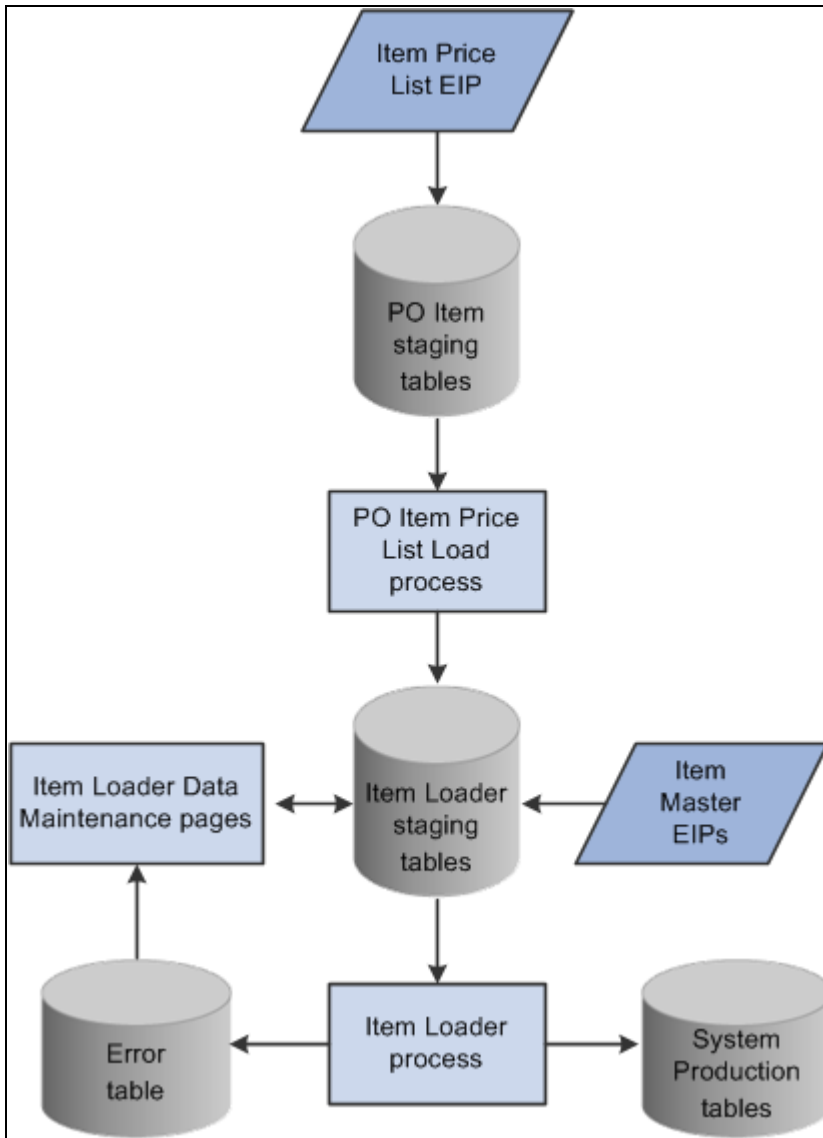 Item Price
List EIP
PO Item
staging
tables
PO Item Price
List Load
process
Item Loader Data
Maintenance pages
Item Loader
staging
tables
Item
Master
EIPs
Error
table
Item Loader
process
System
Production
tables